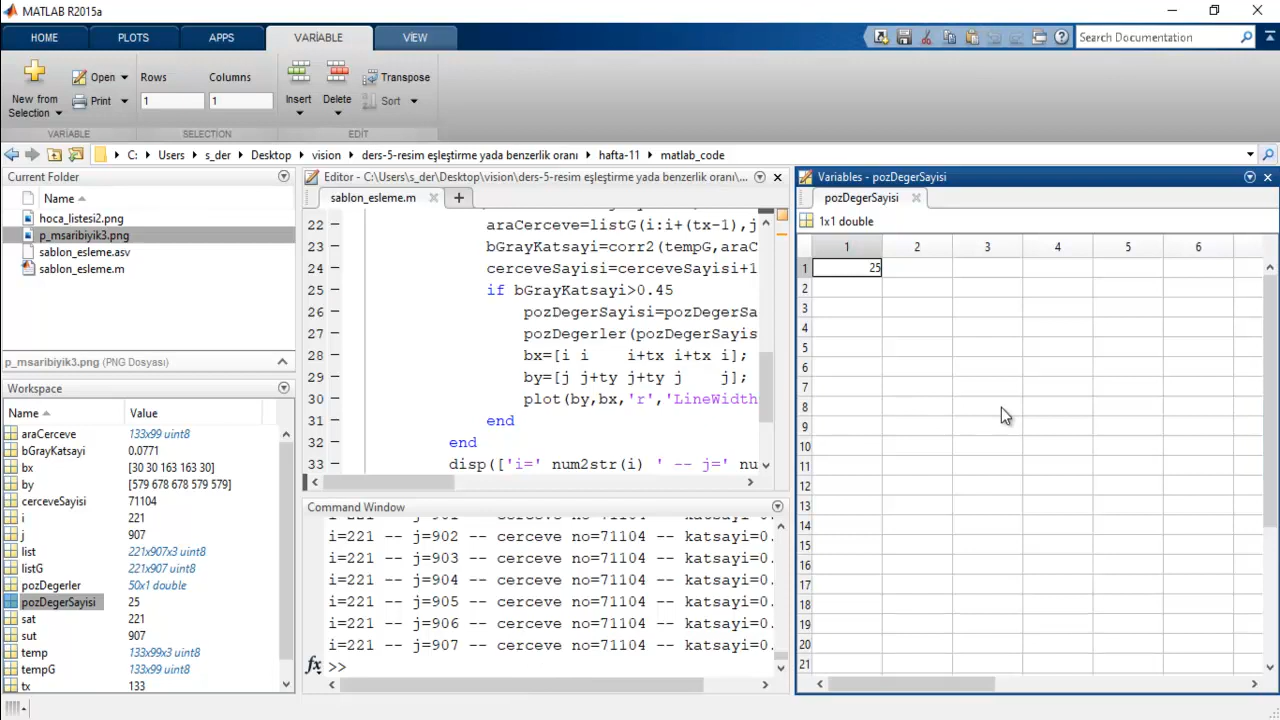 MATLAB R2015a
HOME PLOTS APPS VARIABLE VIEW
Search Documentation
New from Selection
Open
Print
Rows Columns
1 1
Insert
Delete
Transpose
Sort
VARIABLE SELECTION EDIT
C: Users s_der Desktop vision ders-5-resim eşleştirme yada benzerlik oranı hafta-11 matlab_code
Current Folder
Name
hoca_listesi2.png
p_msaribiyik3.png
sablon_esleme.asv
sablon_esleme.m
p_msaribiyik3.png (PNG Dosyası)
Workspace
Name Value
araCerceve 133x99 uint8
bGrayKatsayi 0.0771
bx [30 30 163 163 30]
by [579 678 678 579 579]
cerceveSayisi 71104
i 221
j 907
list 221x907x3 uint8
listG 221x907 uint8
pozDegerler 50x1 double
pozDegerSayisi 25
sat 221
sut 907
temp 133x99x3 uint8
tempG 133x99 uint8
tx 133
Editor - C:\Users\s_der\Desktop\vision\ders-5-resim eşleştirme yada benzerlik oranı\...
sablon_esleme.m
22 – araCerceve=listG(i:i+(tx-1),j
23 – bGrayKatsayi=corr2(tempG,araC
24 – cerceveSayisi=cerceveSayisi+1
25 – if bGrayKatsayi>0.45
26 – pozDegerSayisi=pozDegerSa
27 – pozDegerler(pozDegerSayis
28 – bx=[i i i+tx i+tx i];
29 – by=[j j+ty j+ty j j];
30 – plot(by,bx,'r','LineWidth
31 – end
32 – end
33 – disp(['i=' num2str(i) ' -- j=' nu
Command Window
i=221 -- j=902 -- cerceve no=71104 -- katsayi=0.
i=221 -- j=903 -- cerceve no=71104 -- katsayi=0.
i=221 -- j=904 -- cerceve no=71104 -- katsayi=0.
i=221 -- j=905 -- cerceve no=71104 -- katsayi=0.
i=221 -- j=906 -- cerceve no=71104 -- katsayi=0.
i=221 -- j=907 -- cerceve no=71104 -- katsayi=0.
fx >>
Variables - pozDegerSayisi
pozDegerSayisi
1x1 double
1 2 3 4 5 6
1 25
2
3
4
5
6
7
8
9
10
11
12
13
14
15
16
17
18
19
20
21